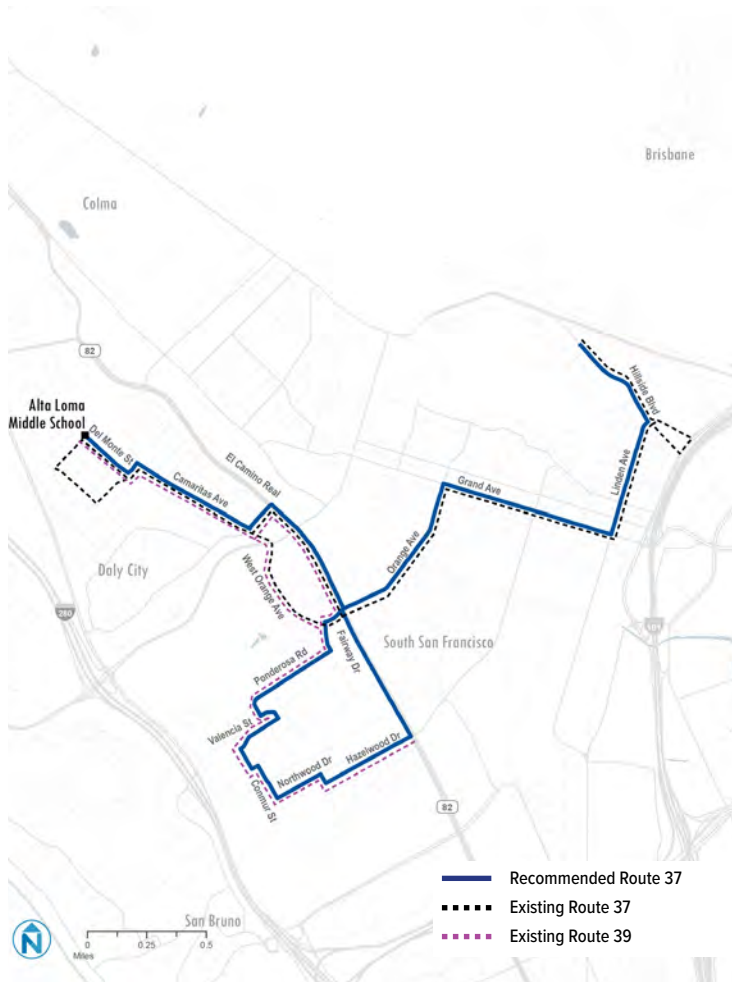 Brisbane
Colma
82
Alta Loma
Middle School
Del Monte St
Camaritas Ave
El Camino Real
Hillside Blvd
Grand Ave
Linden Ave
Orange Ave
West Orange Ave
Daly City
280
101
South San Francisco
Fairway Dr
Ponderosa Rd
Valencia St
Hazelwood Dr
Northwood Dr
Conmur St
82
San Bruno
N
0
0.25
0.5
Miles
Recommended Route 37
Existing Route 37
Existing Route 39